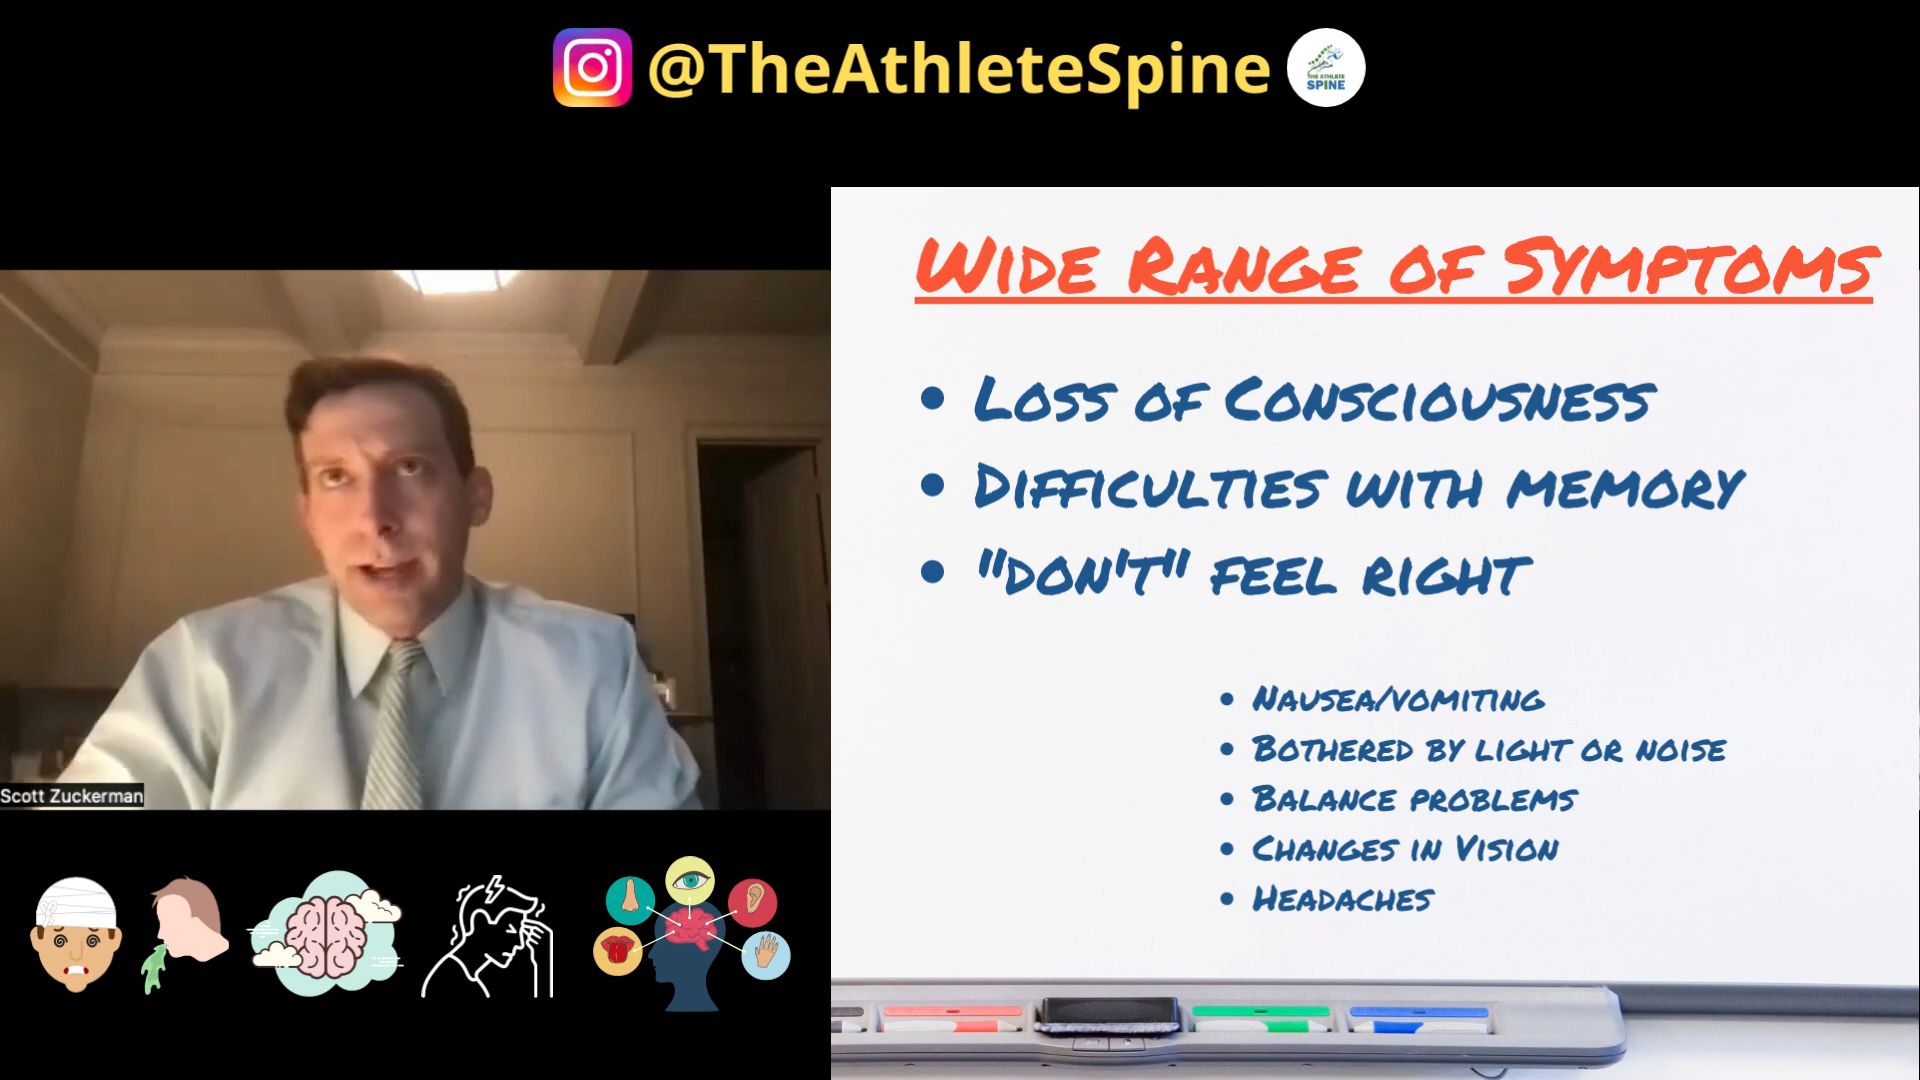 @TheAthleteSpine
THE ATHLETE
SPINE
Wide Range of Symptoms
• Loss of Consciousness
• Difficulties with memory
• "don't" feel right
• Nausea/vomiting
• Bothered by light or noise
• Balance problems
• Changes in Vision
• Headaches
Scott Zuckerman